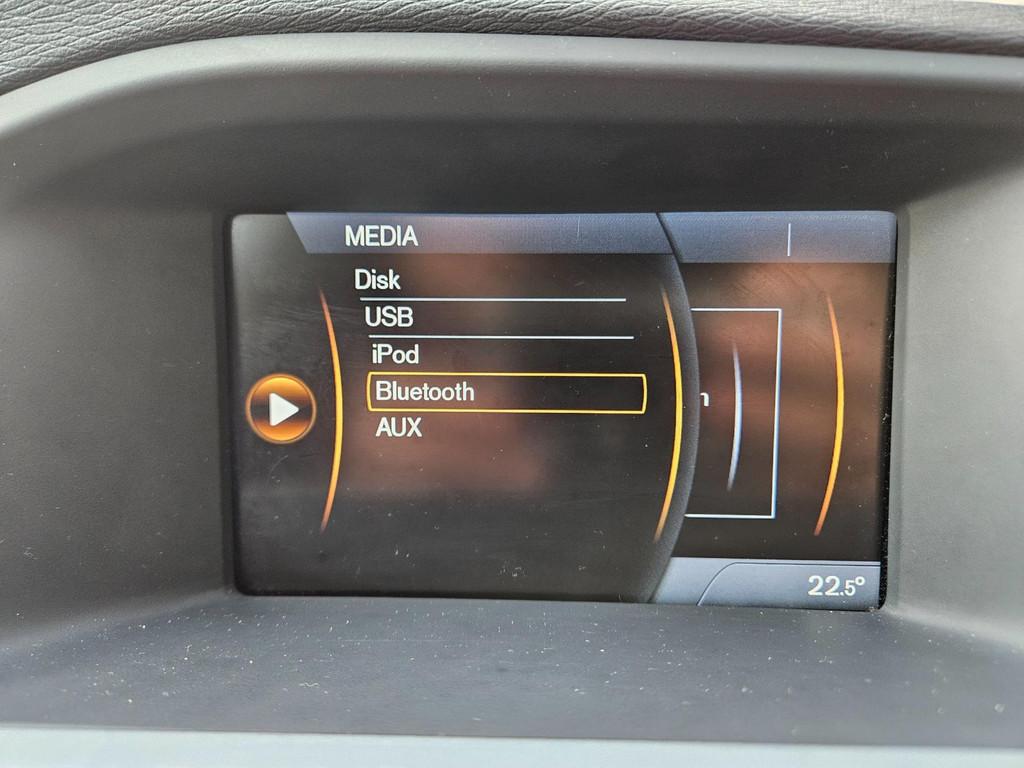 MEDIA
Disk
USB
iPod
Bluetooth
AUX
22.5°